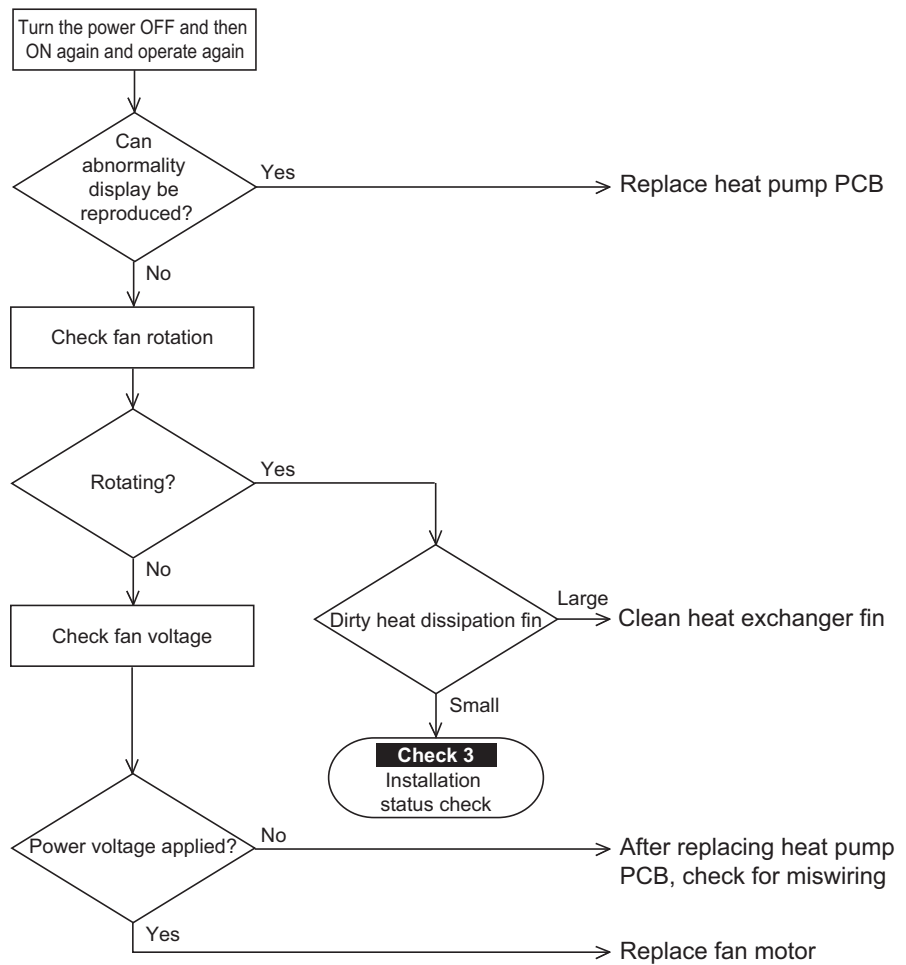 Turn the power OFF and then
ON again and operate again
Can
abnormality
display be
reproduced?
Yes
Replace heat pump PCB
No
Check fan rotation
Rotating?
Yes
No
Dirty heat dissipation fin
Large
Clean heat exchanger fin
Check fan voltage
Small
Check 3
Installation
status check
Power voltage applied?
No
After replacing heat pump
PCB, check for miswiring
Yes
Replace fan motor